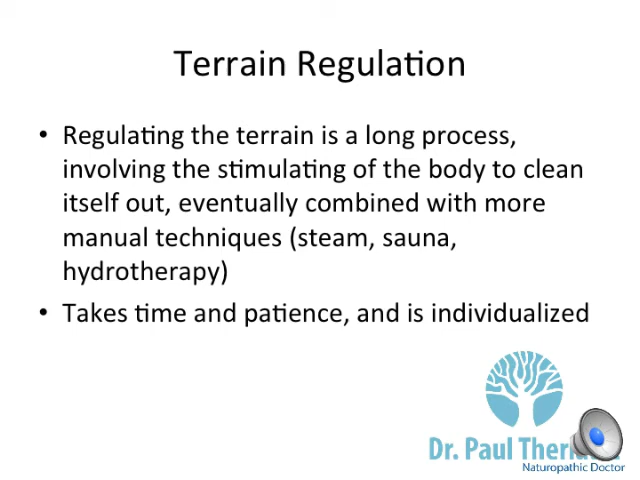 Terrain Regulation
• Regulating the terrain is a long process,
involving the stimulating of the body to clean
itself out, eventually combined with more
manual techniques (steam, sauna,
hydrotherapy)
• Takes time and patience, and is individualized
Dr. Paul
Naturopathic Doctor